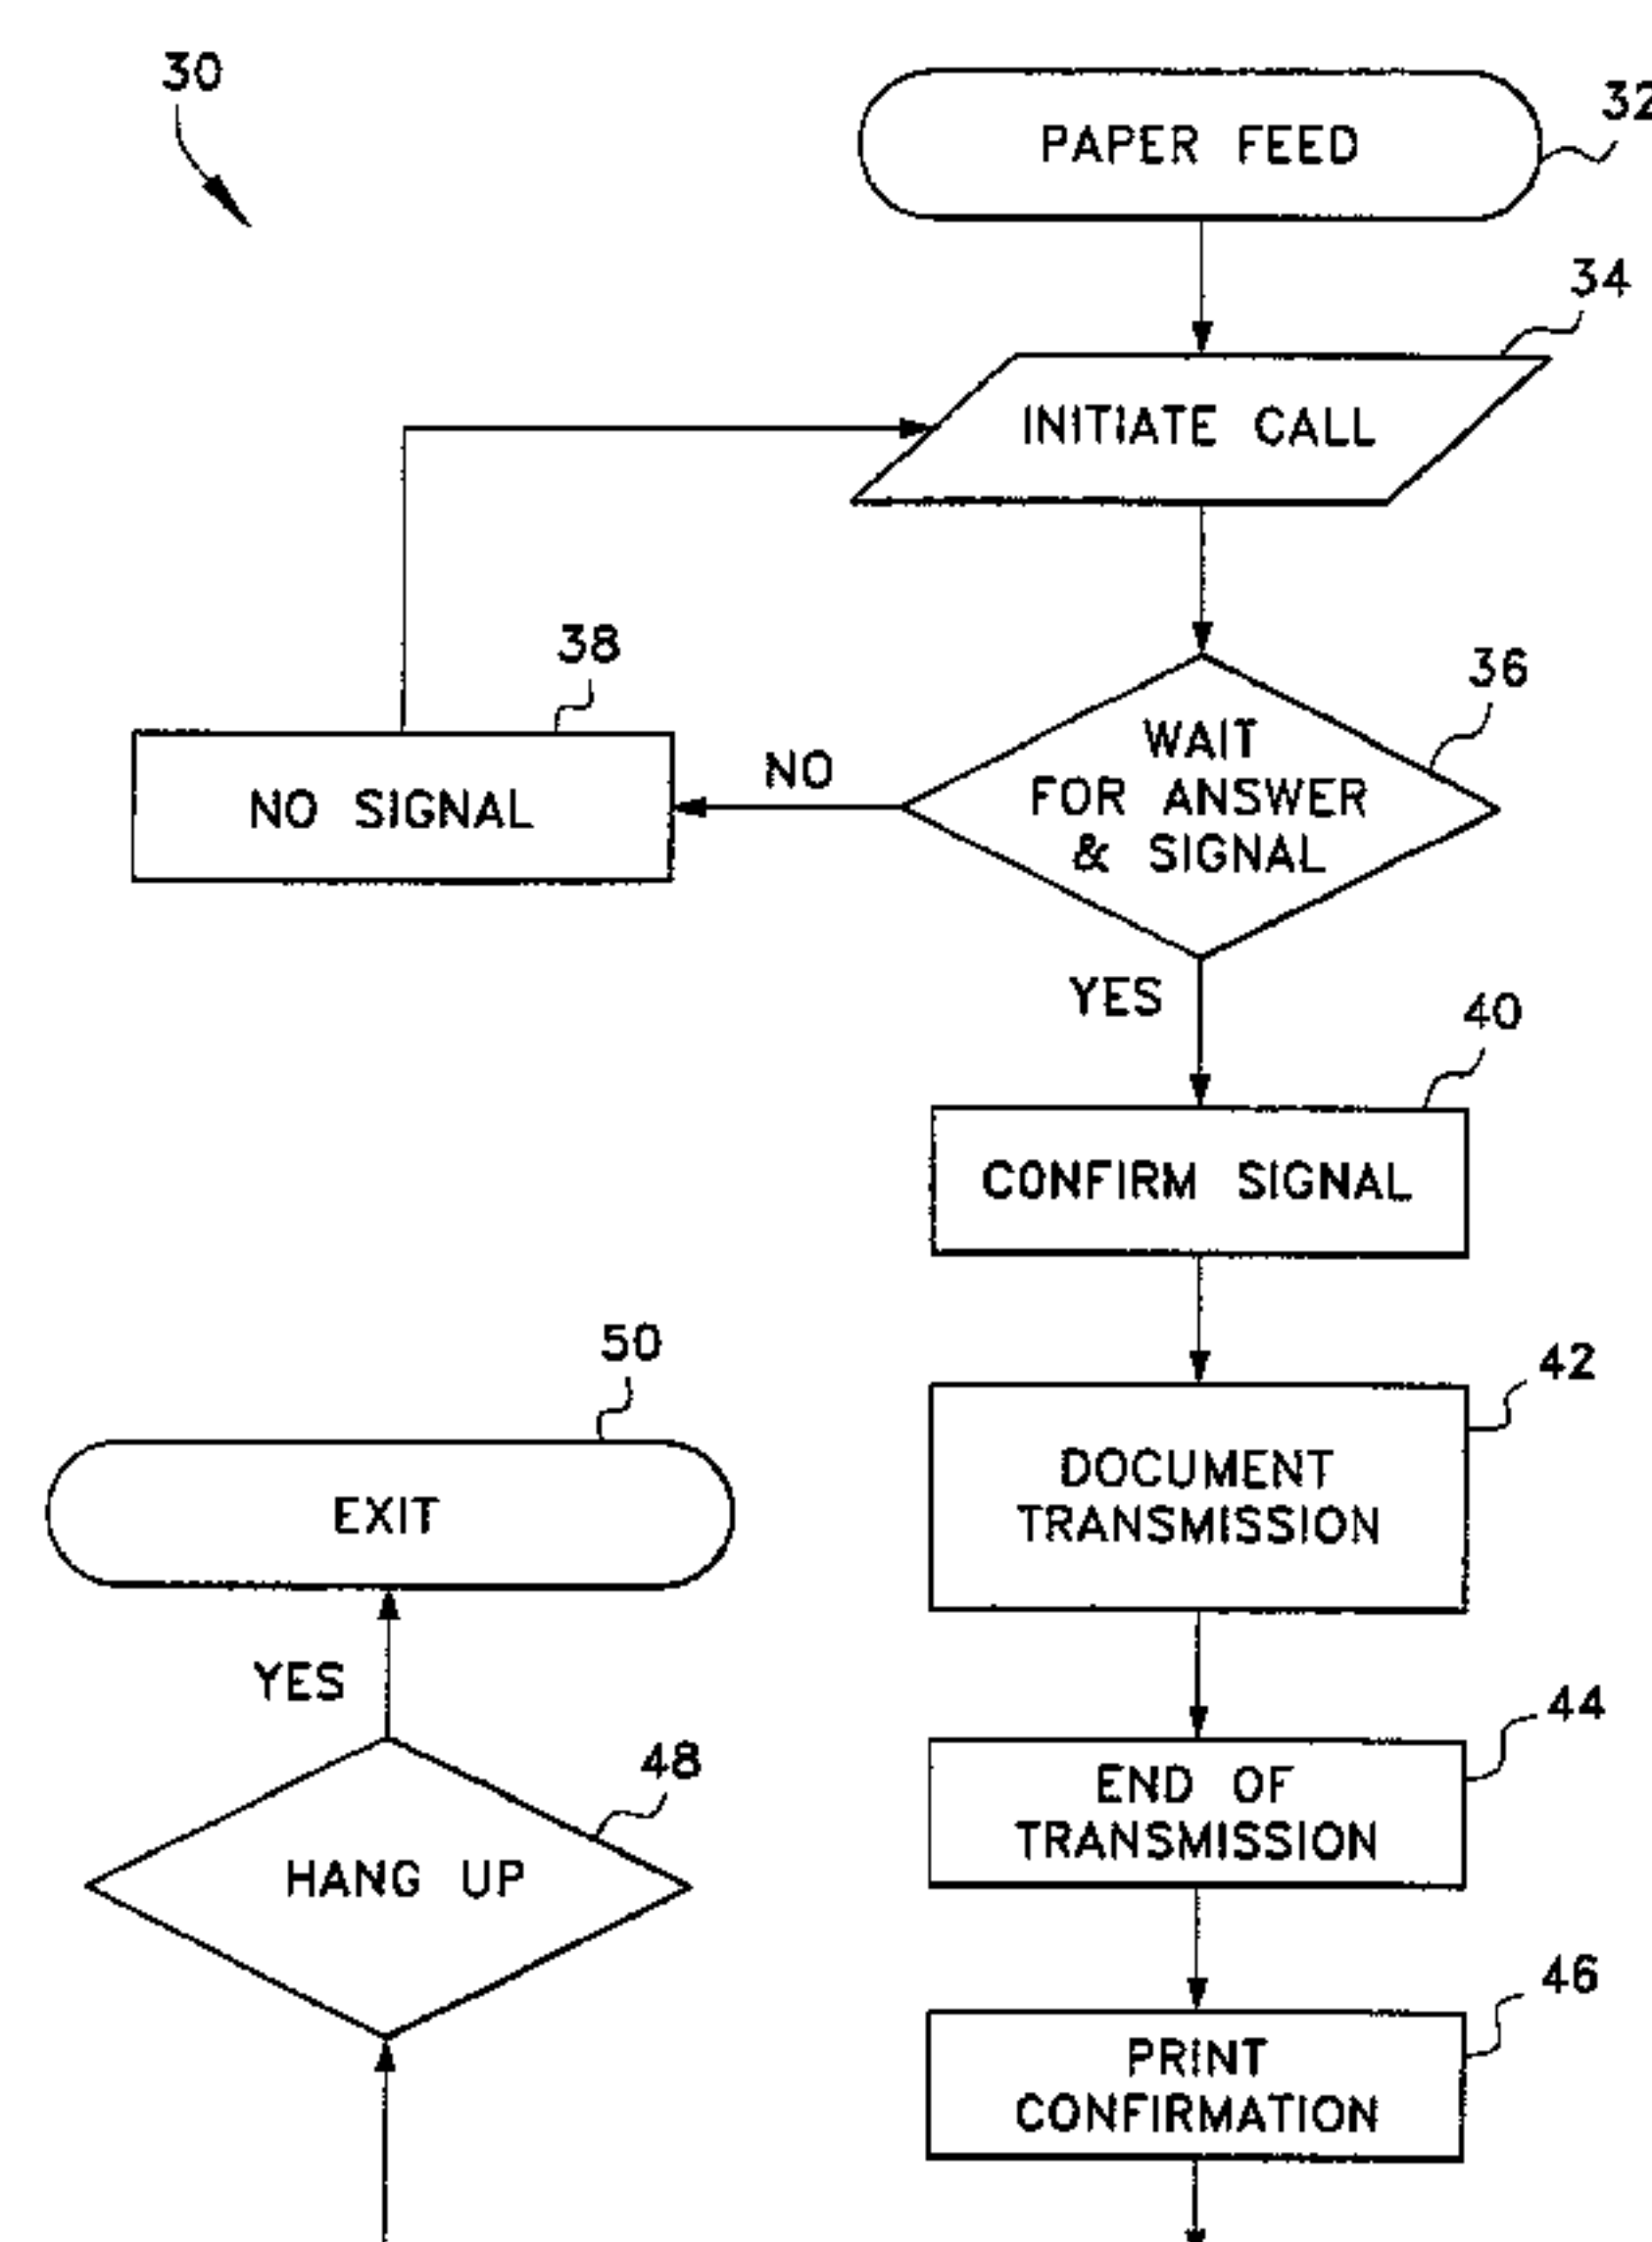 30
PAPER FEED
32
34
INITIATE CALL
38
36
NO SIGNAL
NO
WAIT
FOR ANSWER
& SIGNAL
YES
40
CONFIRM SIGNAL
50
42
EXIT
DOCUMENT
TRANSMISSION
YES
44
48
END OF
TRANSMISSION
HANG UP
46
PRINT
CONFIRMATION